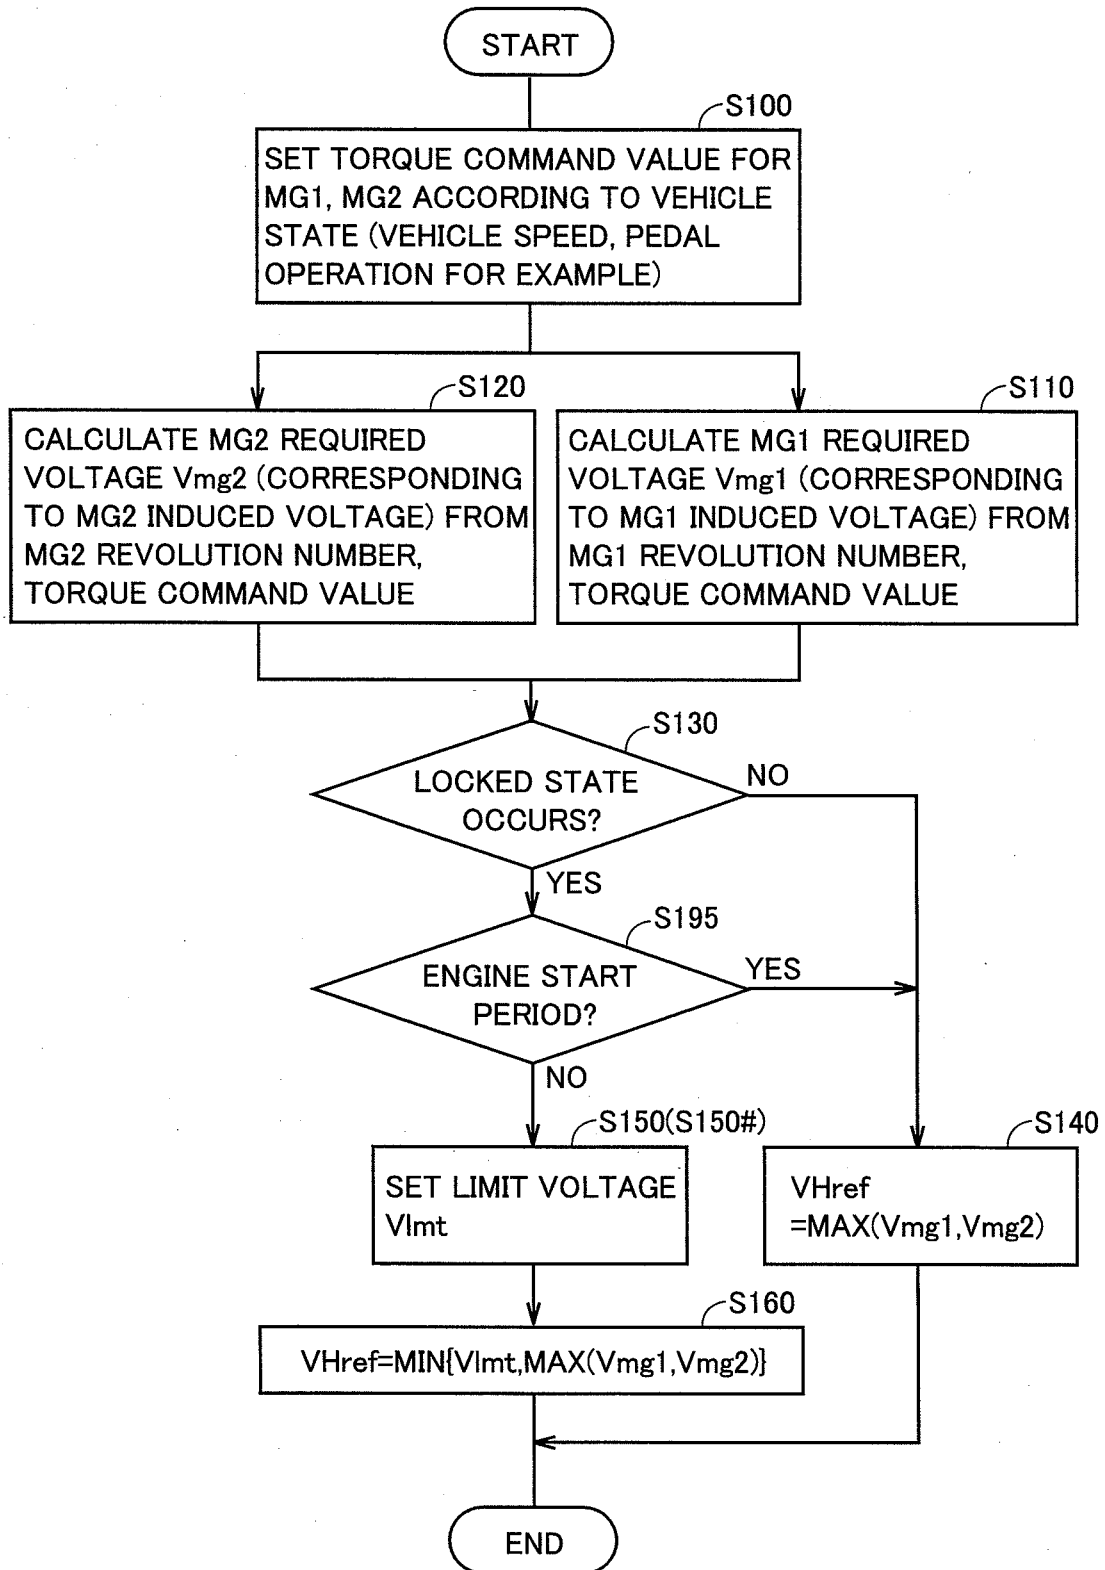 START
S100
SET TORQUE COMMAND VALUE FOR
MG1, MG2 ACCORDING TO VEHICLE
STATE (VEHICLE SPEED, PEDAL
OPERATION FOR EXAMPLE)
S120
CALCULATE MG2 REQUIRED
VOLTAGE Vmg2 (CORRESPONDING
TO MG2 INDUCED VOLTAGE) FROM
MG2 REVOLUTION NUMBER,
TORQUE COMMAND VALUE
S110
CALCULATE MG1 REQUIRED
VOLTAGE Vmg1 (CORRESPONDING
TO MG1 INDUCED VOLTAGE) FROM
MG1 REVOLUTION NUMBER,
TORQUE COMMAND VALUE
S130
LOCKED STATE
OCCURS?
NO
YES
S195
ENGINE START
PERIOD?
YES
NO
S150(S150#)
SET LIMIT VOLTAGE
Vlmt
S140
VHref
=MAX(Vmg1,Vmg2)
S160
VHref=MIN{Vlmt,MAX(Vmg1,Vmg2)}
END